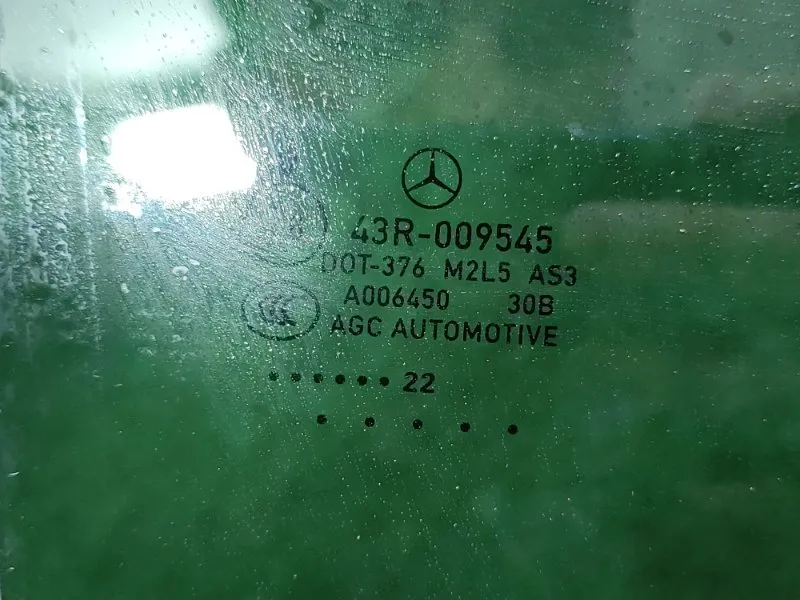 43R-009545
DOT-376 M2L5 AS3
A006450 30B
AGC AUTOMOTIVE
...... 22
.....